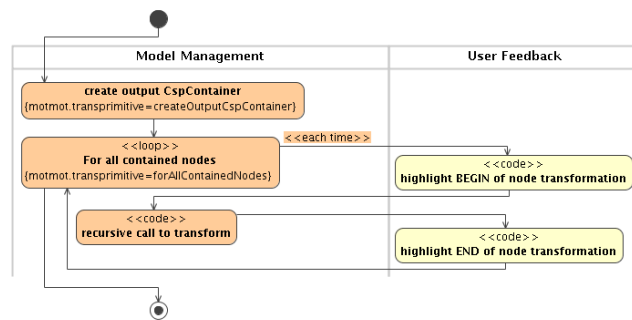 Model Management
User Feedback
create output CspContainer
{motmot.transprimitive=createOutputCspContainer}
<<loop>>
For all contained nodes
{motmot.transprimitive=forAllContainedNodes}
<<each time>>
<<code>>
highlight BEGIN of node transformation
<<code>>
recursive call to transform
<<code>>
highlight END of node transformation